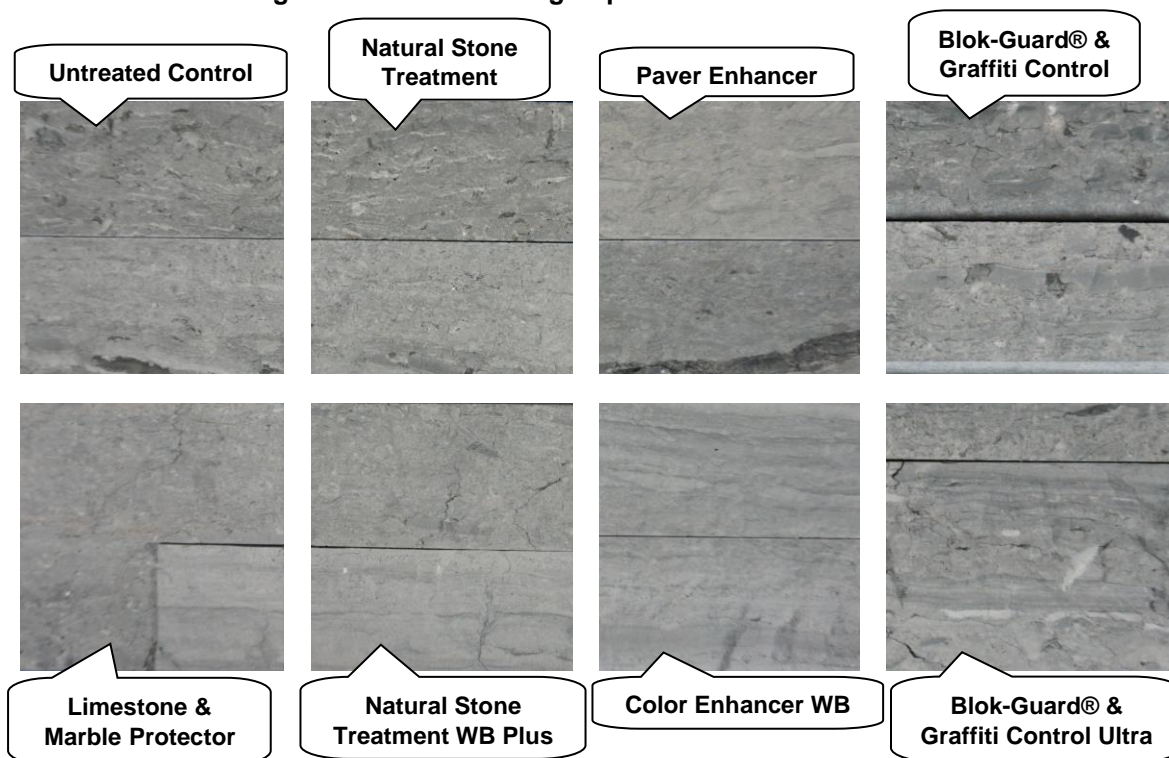 Untreated Control
Natural Stone
Treatment
Paver Enhancer
Blok-Guard® &
Graffiti Control
Limestone &
Marble Protector
Natural Stone
Treatment WB Plus
Color Enhancer WB
Blok-Guard® &
Graffiti Control Ultra